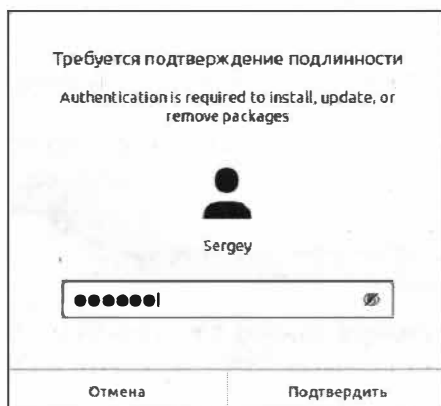 Требуется подтверждение подлинности
Authentication is required to install, update, or
remove packages
Sergey
●●●●●●
Отмена
Подтвердить